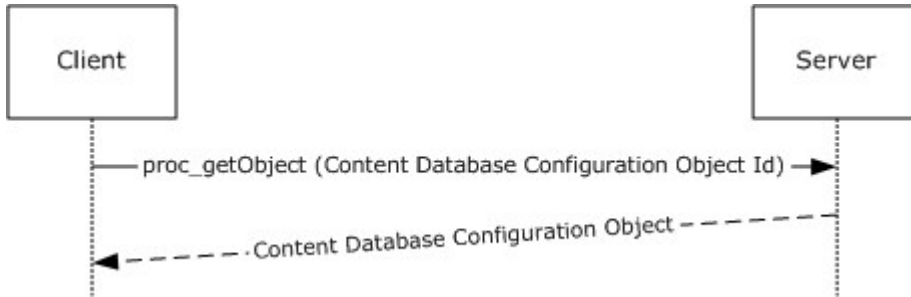 Client
Server
proc_getObject (Content Database Configuration Object Id)
Content Database Configuration Object